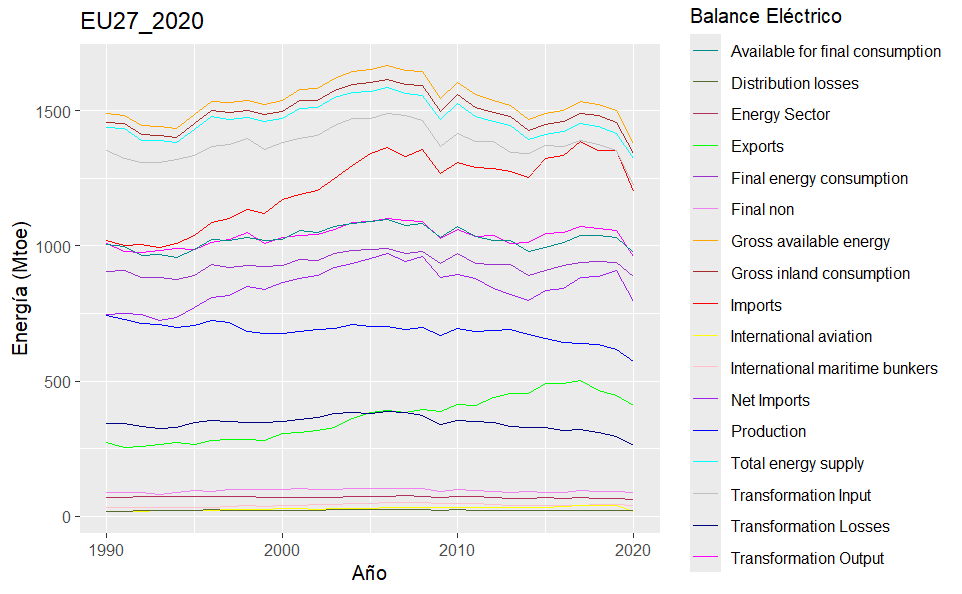 EU27_2020
Energía (Mtoe)
1500
1000
500
0
1990
2000
2010
2020
Año
Balance Eléctrico
Available for final consumption
Distribution losses
Energy Sector
Exports
Final energy consumption
Final non
Gross available energy
Gross inland consumption
Imports
International aviation
International maritime bunkers
Net Imports
Production
Total energy supply
Transformation Input
Transformation Losses
Transformation Output